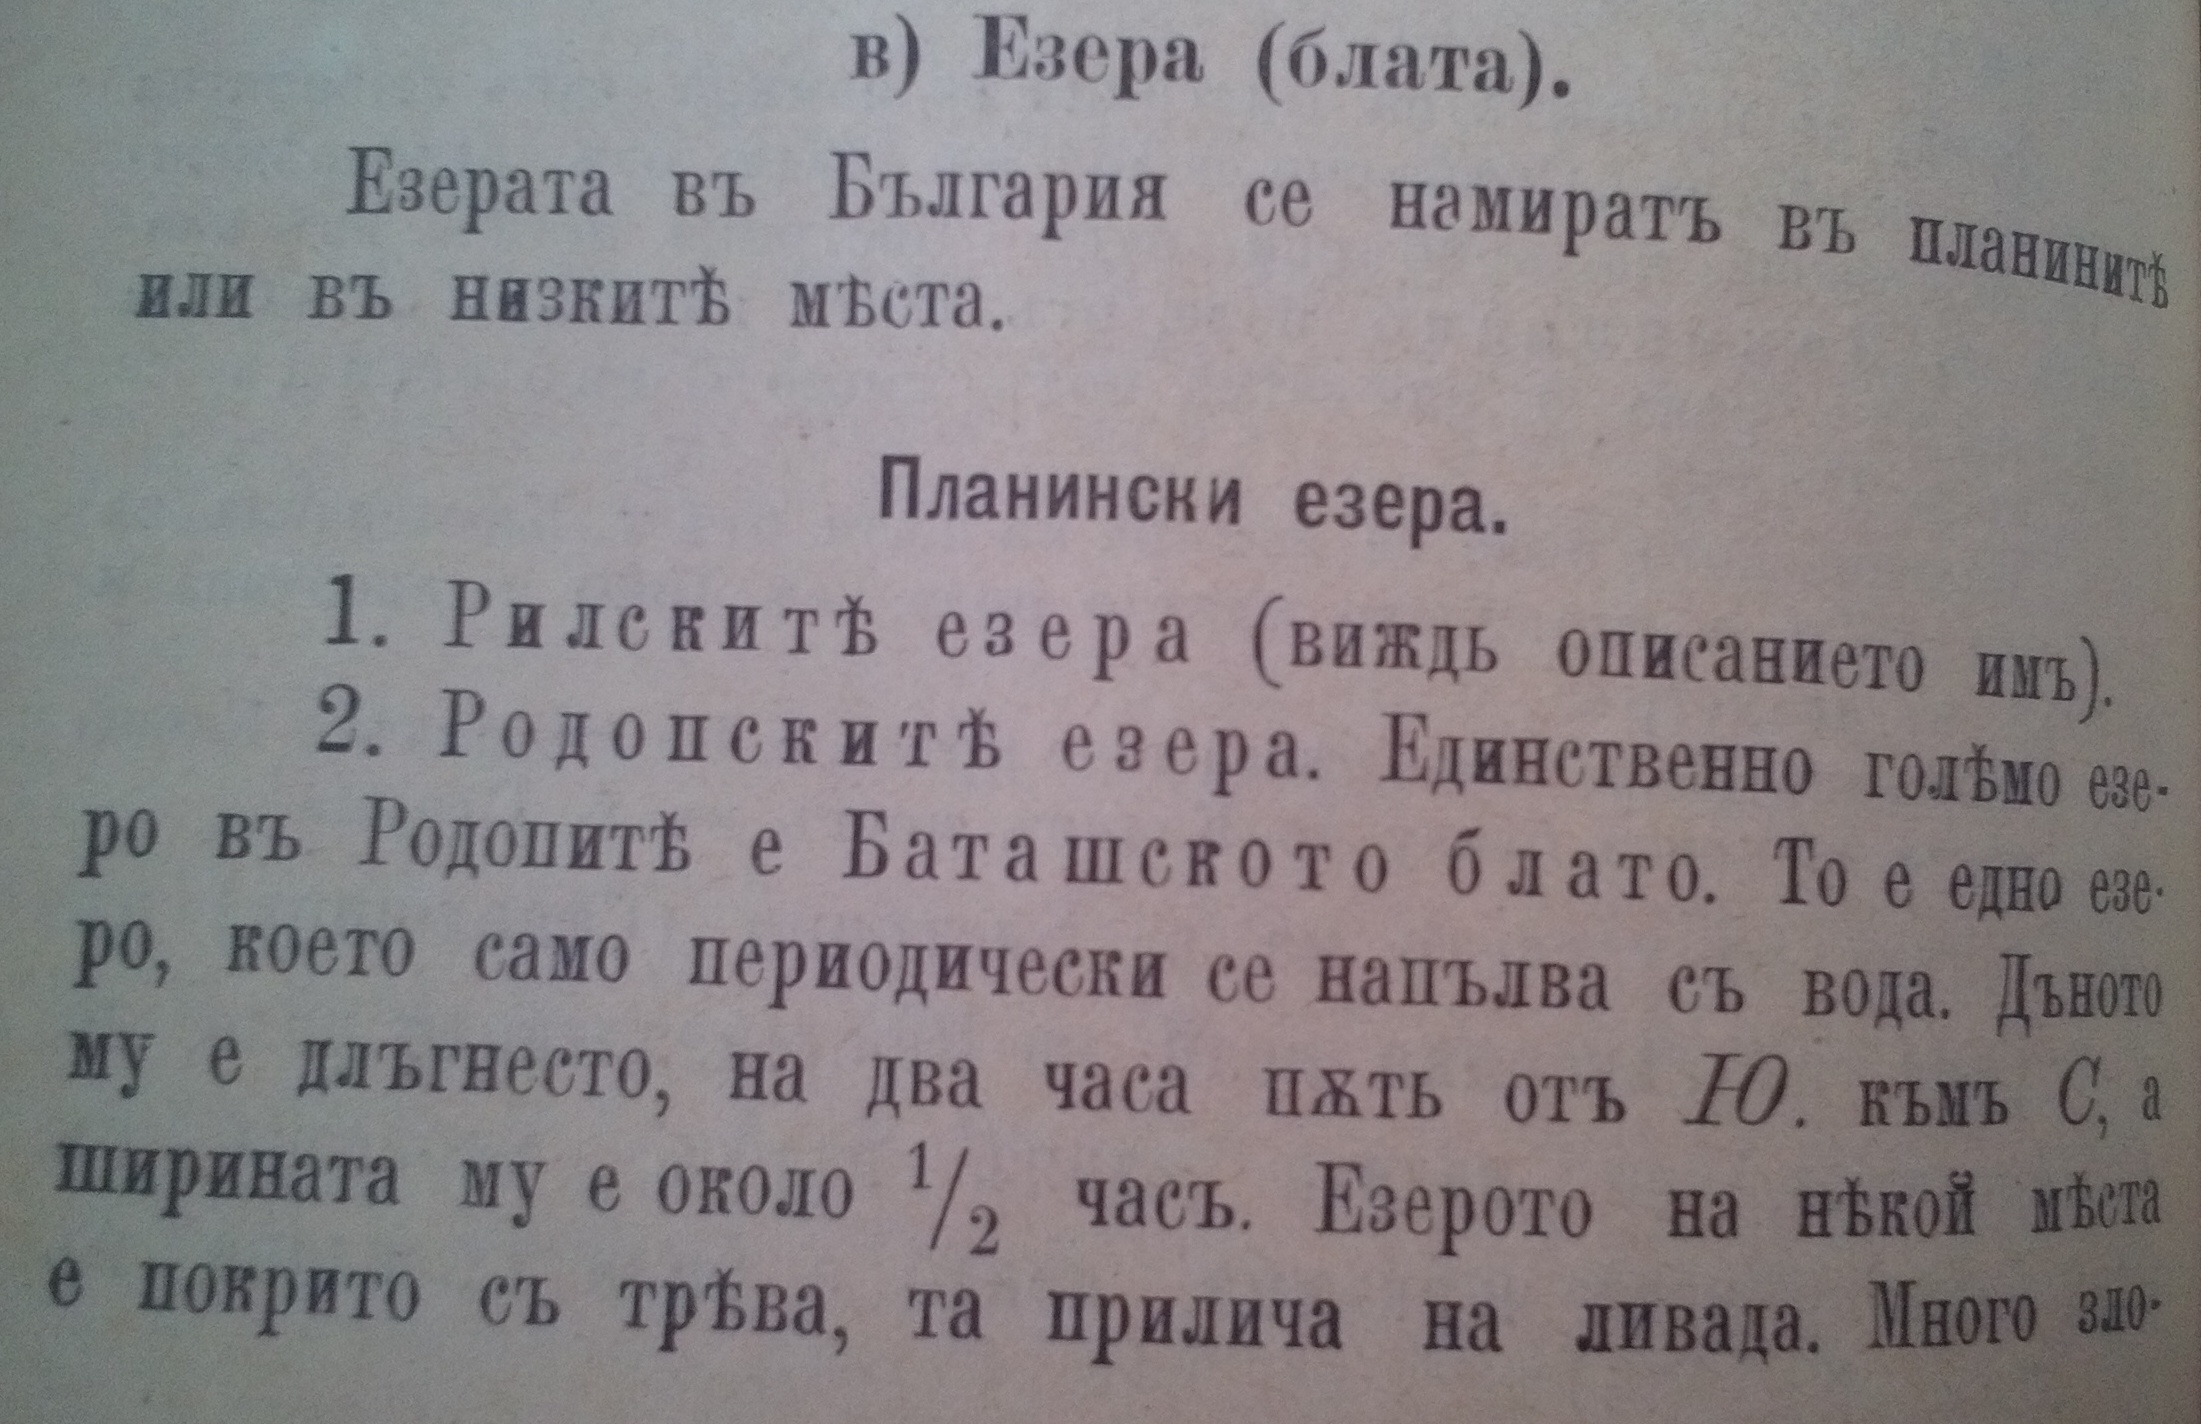 в) Езера (блата).
Езерата въ България се намиратъ въ планинитѣ
или въ низкитѣ мѣста.
Планински езера.
1. Рилскитѣ езера (виждь описанието имъ).
2. Родопскитѣ езера. Единственно голѣмо езе-
ро въ Родопитѣ е Баташското блато. То е едно езе-
ро, което само периодически се напълва съ вода. Дъното
му е длъгнесто, на два часа пѫть отъ Ю. къмъ С, а
ширината му е около 1/2 часъ. Езерото на нѣкой мѣста
е покрито съ трѣва, та прилича на ливада. Много зло-